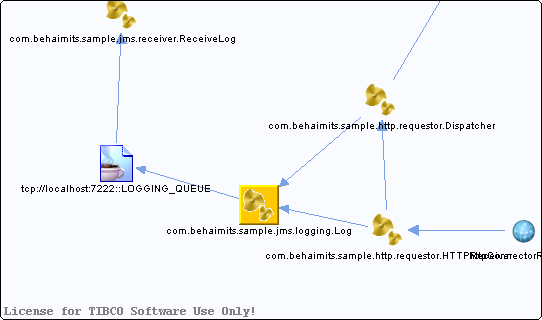 com.behaimits.sample.jms.receiver.ReceiveLog
com.behaimits.sample.http.requestor.Dispatcher
tcp://localhost:7222::LOGGING_QUEUE
com.behaimits.sample.jms.logging.Log
License for TIBCO Software Use Only!